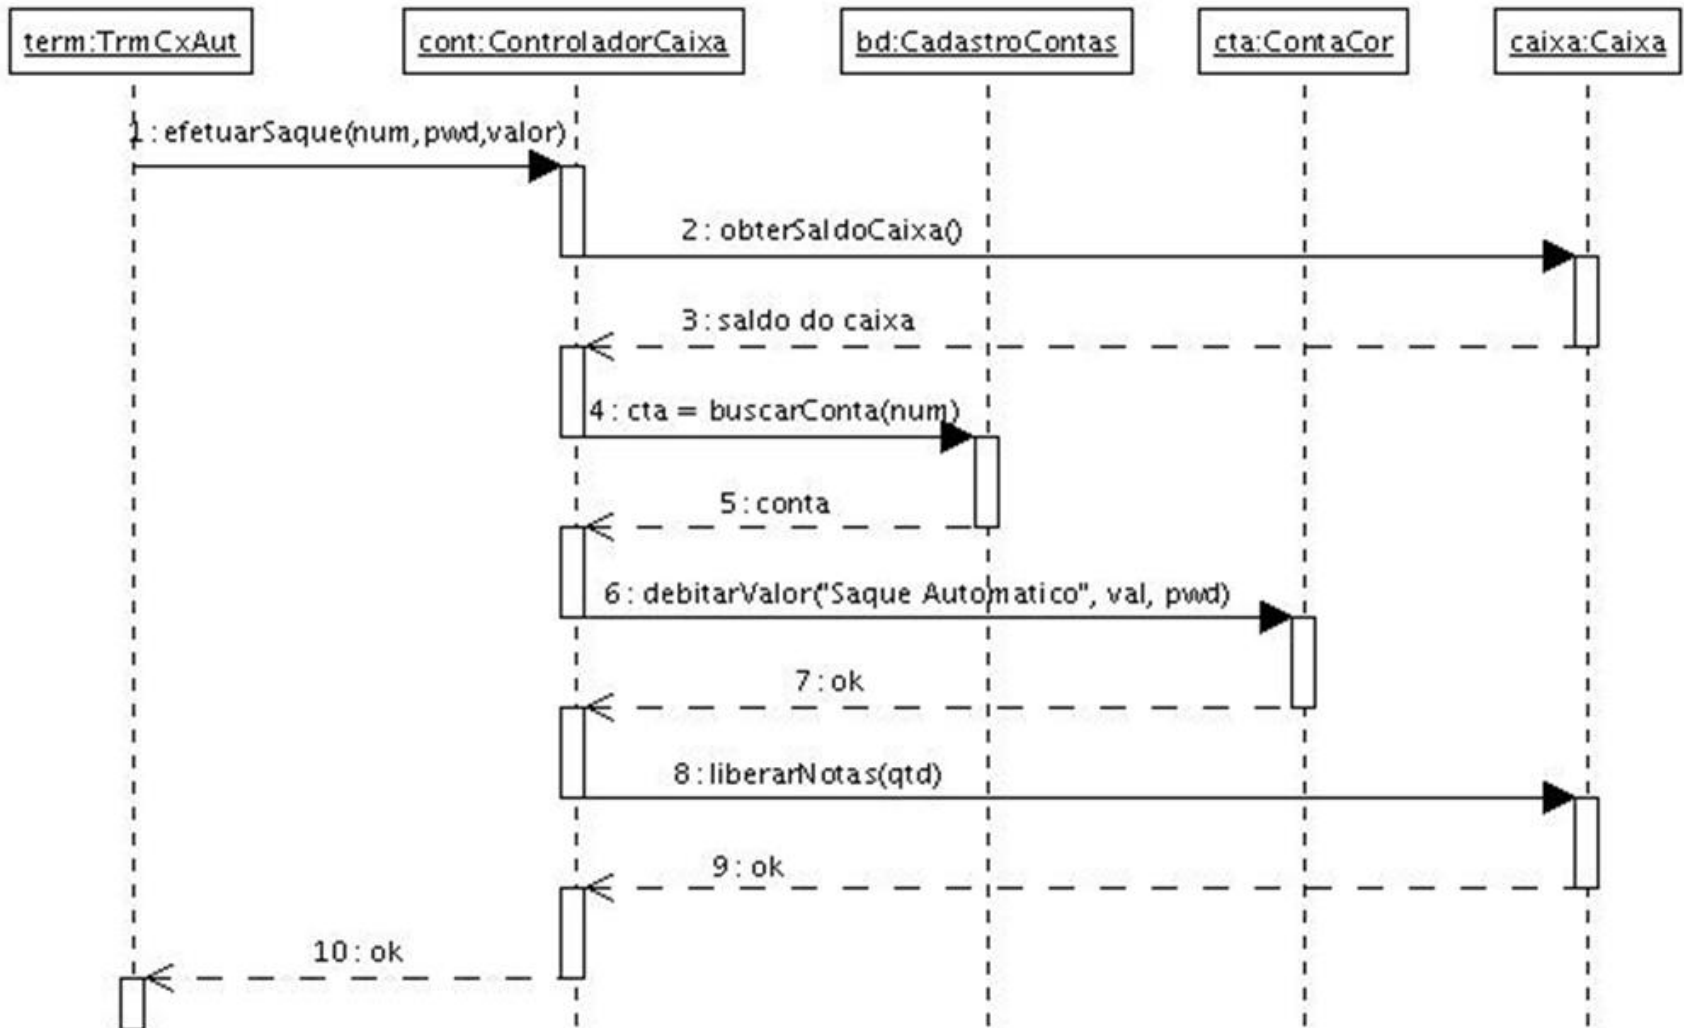 term:TrmCxAut
cont:ControladorCaixa
bd:CadastroContas
cta:ContaCor
caixa:Caixa
1:efetuarSaque(num,pwd,valor)
2: obterSaldoCaixa()
3:saldo do caixa
4: cta = buscarConta(num)
5:conta
6: debitarValor("Saque Automatico", val, pwd)
7:ok
8:liberarNotas(qtd)
9:ok
10:ok